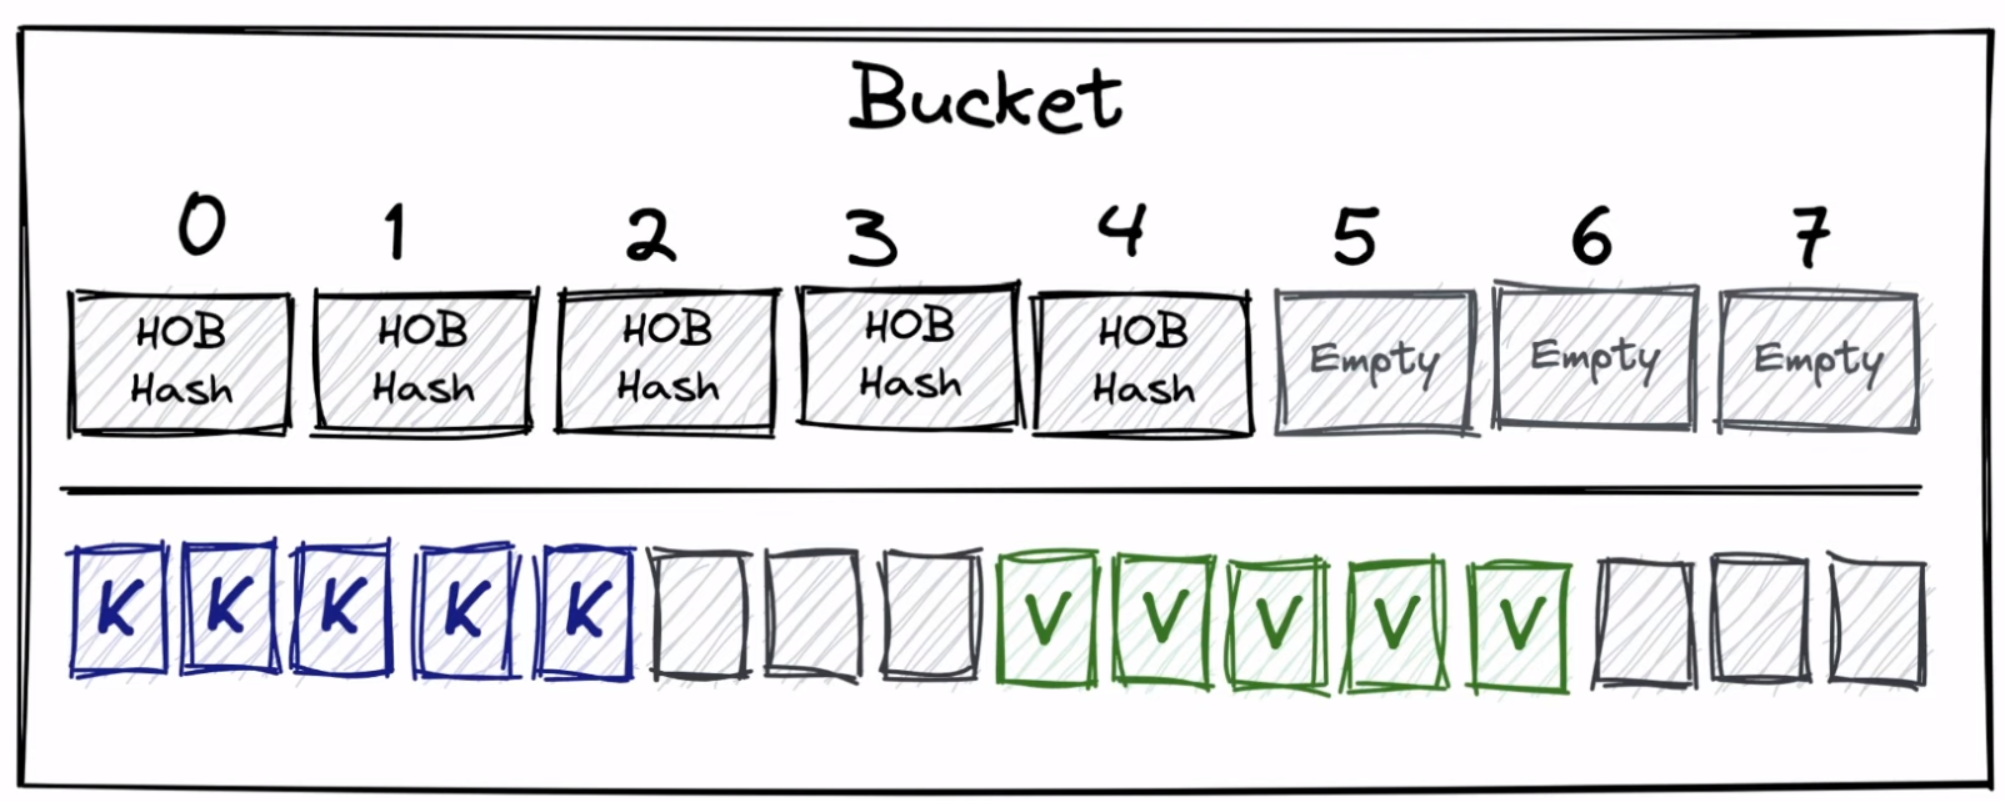 Bucket
0 1 2 3 4 5 6 7
HOB HOB HOB HOB HOB
Hash Hash Hash Hash Hash Empty Empty Empty
K K K K K V V V V V